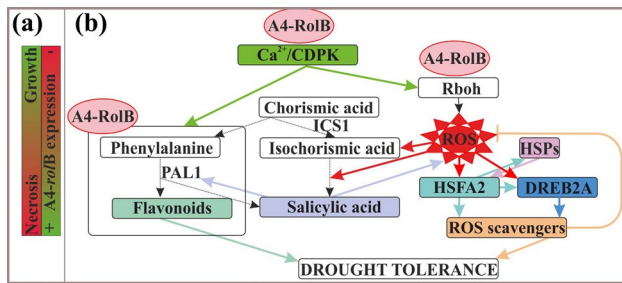 (a)
(b)
Necrosis Growth
+ A4-rolB expression -
A4-RolB
Ca2+/CDPK
A4-RolB
Rboh
A4-RolB
Chorismic acid
ICS1
Phenylalanine
Isochorismic acid
ROS
HSPs
PAL1
HSFA2
DREB2A
Flavonoids
Salicylic acid
ROS scavengers
DROUGHT TOLERANCE